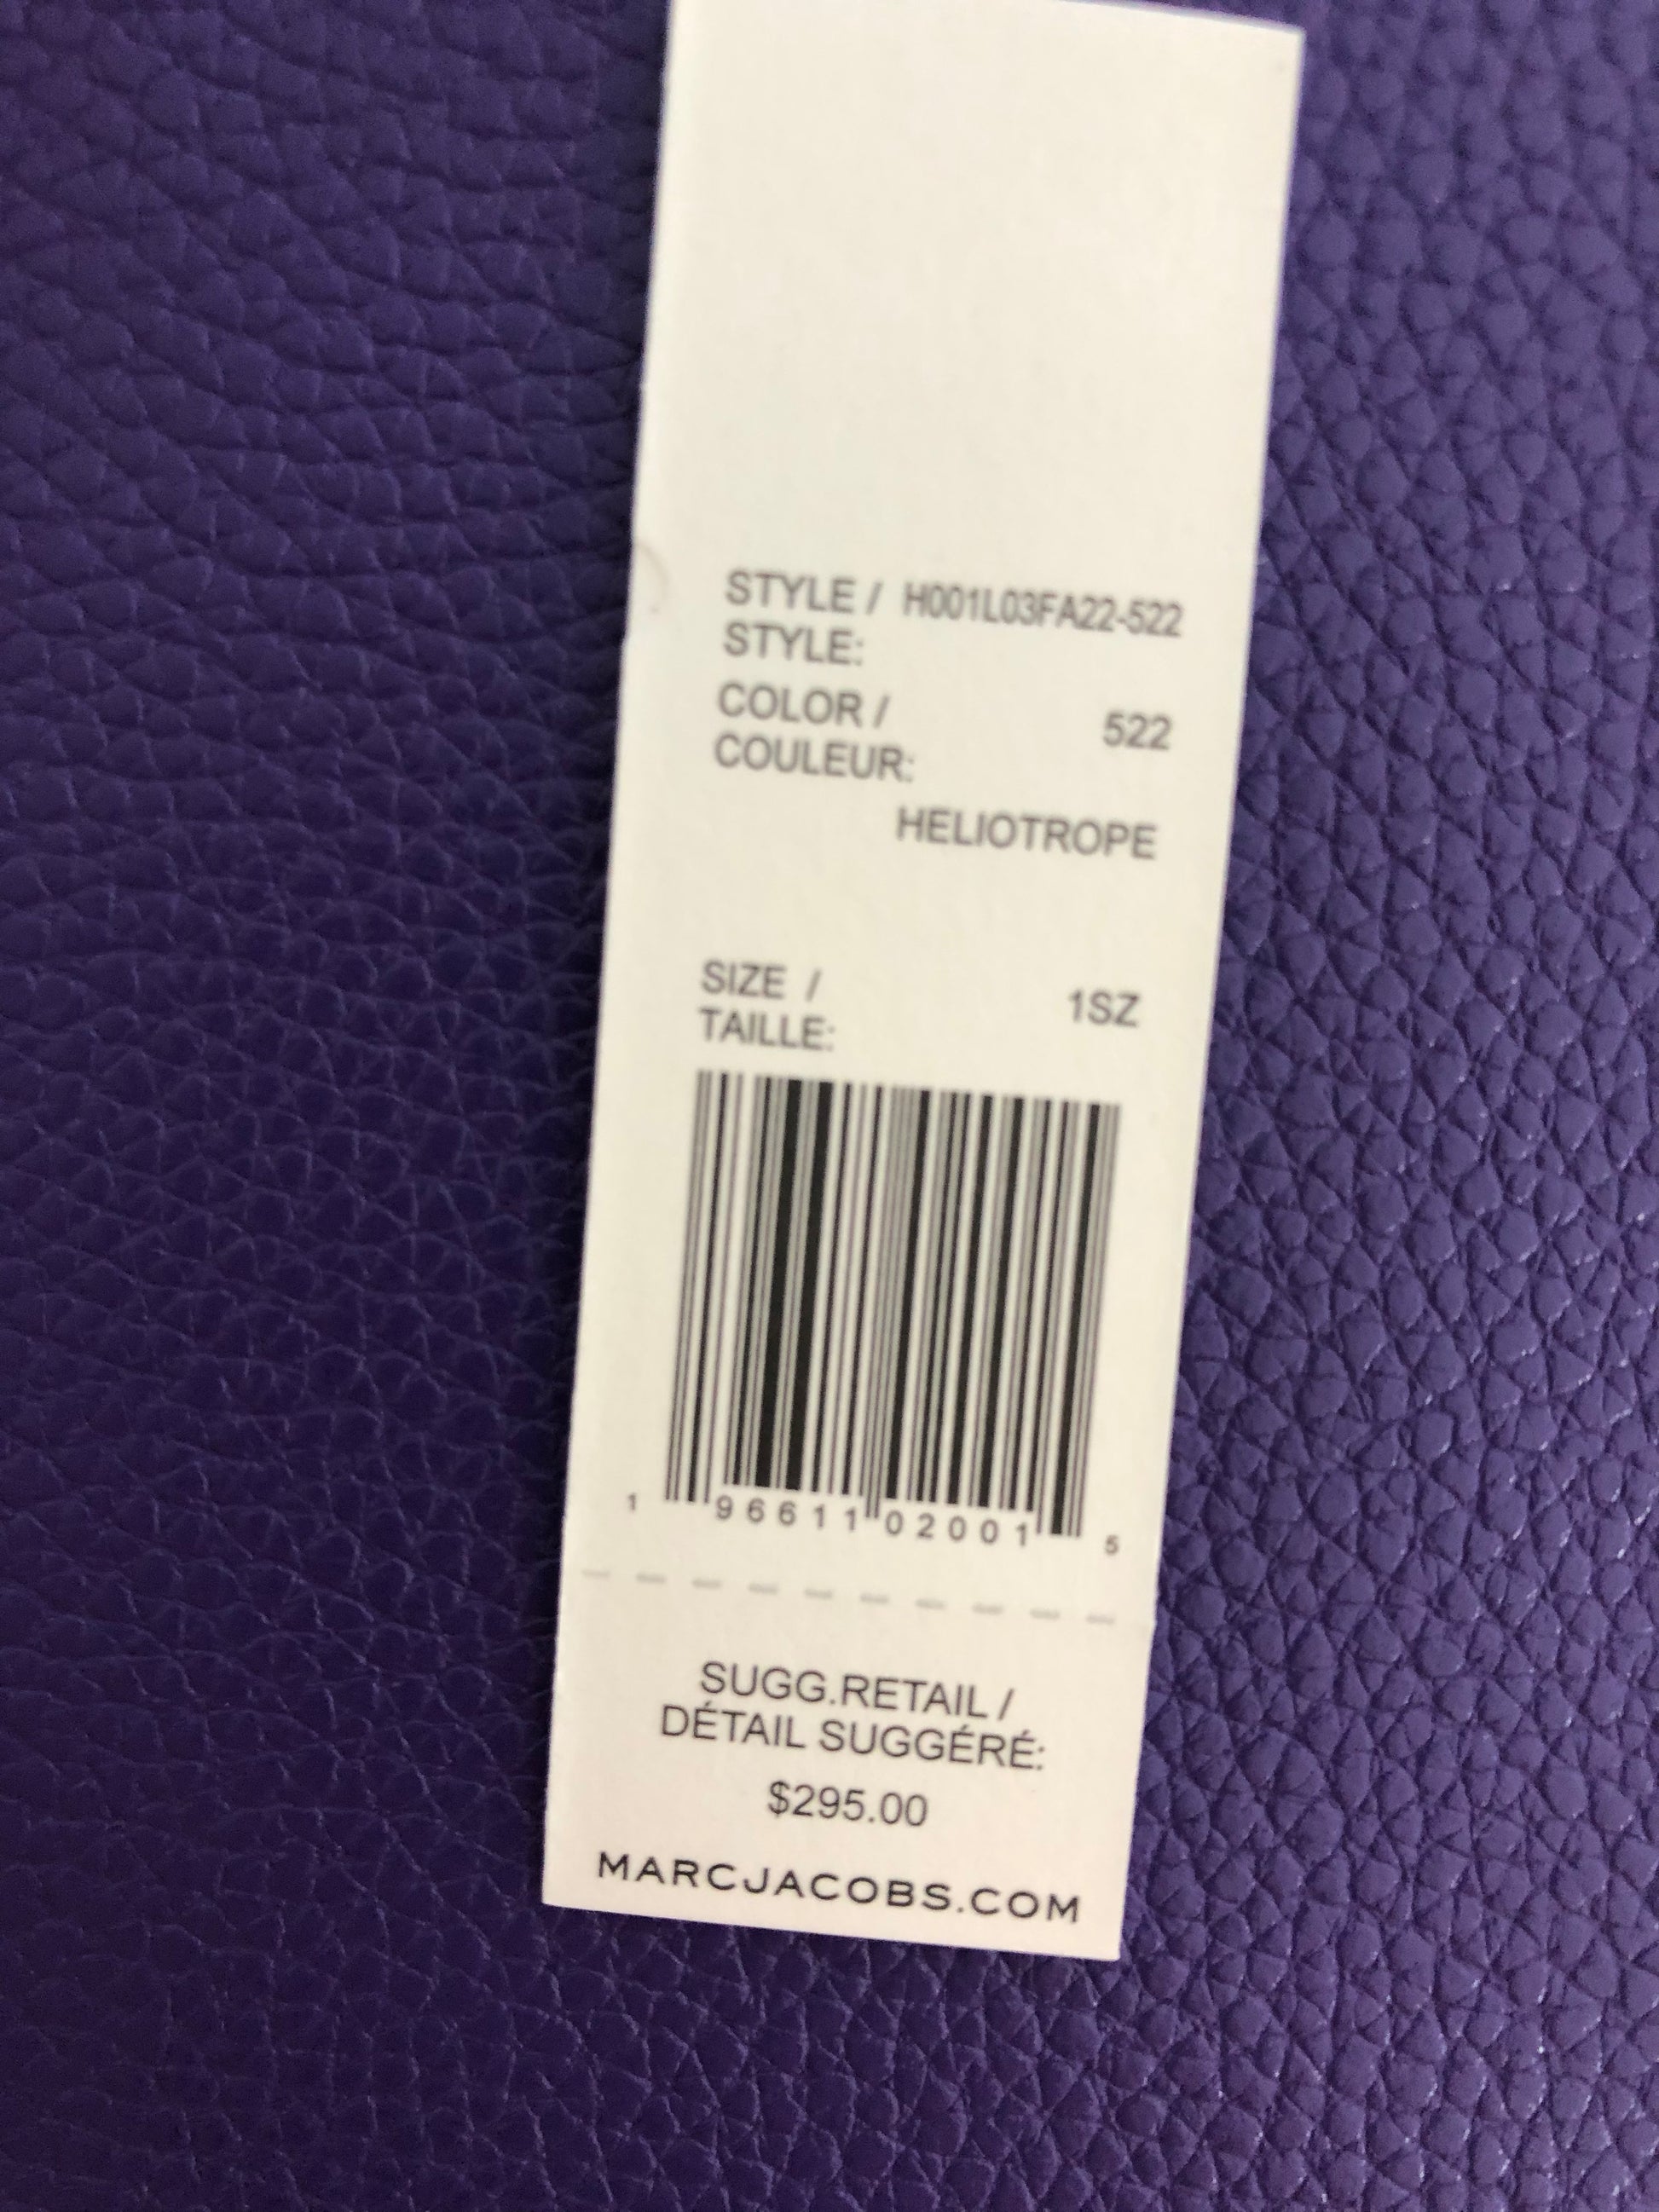 STYLE / H001L03FA22-522
STYLE:
COLOR / 522
COULEUR:
HELIOTROPE
SIZE / 1SZ
TAILLE:
1 96611 02001 5
SUGG.RETAIL /
DÉTAIL SUGGÉRÉ:
$295.00
MARCJACOBS.COM